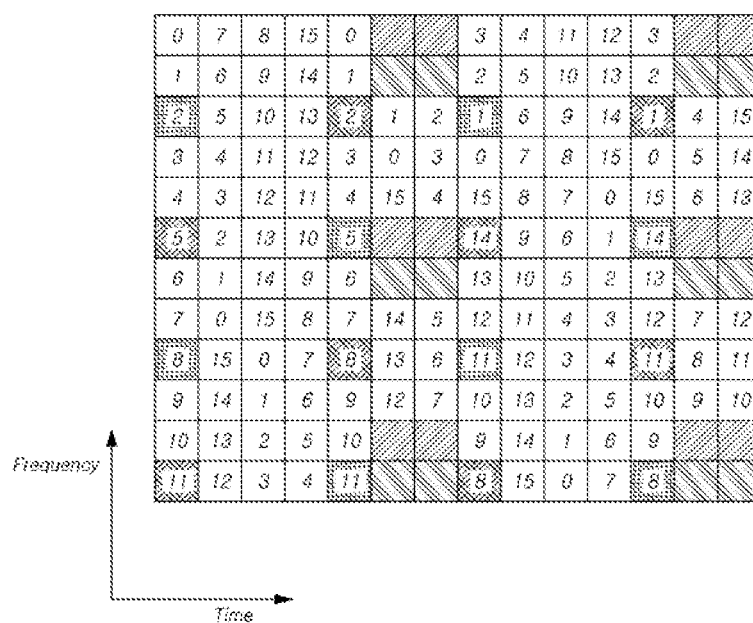 0 7 8 15 0 3 4 11 12 3
1 6 9 14 1 2 5 10 13 2
2 5 10 13 2 1 2 1 6 9 14 1 4 15
3 4 11 12 3 0 3 0 7 8 15 0 5 14
4 3 12 11 4 15 4 15 8 7 0 15 6 13
5 2 13 10 5 14 9 6 1 14
6 1 14 9 6 13 10 5 2 13
7 0 15 8 7 14 5 12 11 4 3 12 7 12
8 15 0 7 8 13 6 11 12 3 4 11 8 11
9 14 1 6 9 12 7 10 13 2 5 10 9 10
10 13 2 5 10 9 14 1 6 9
11 12 3 4 11 8 15 0 7 8
Frequency
Time